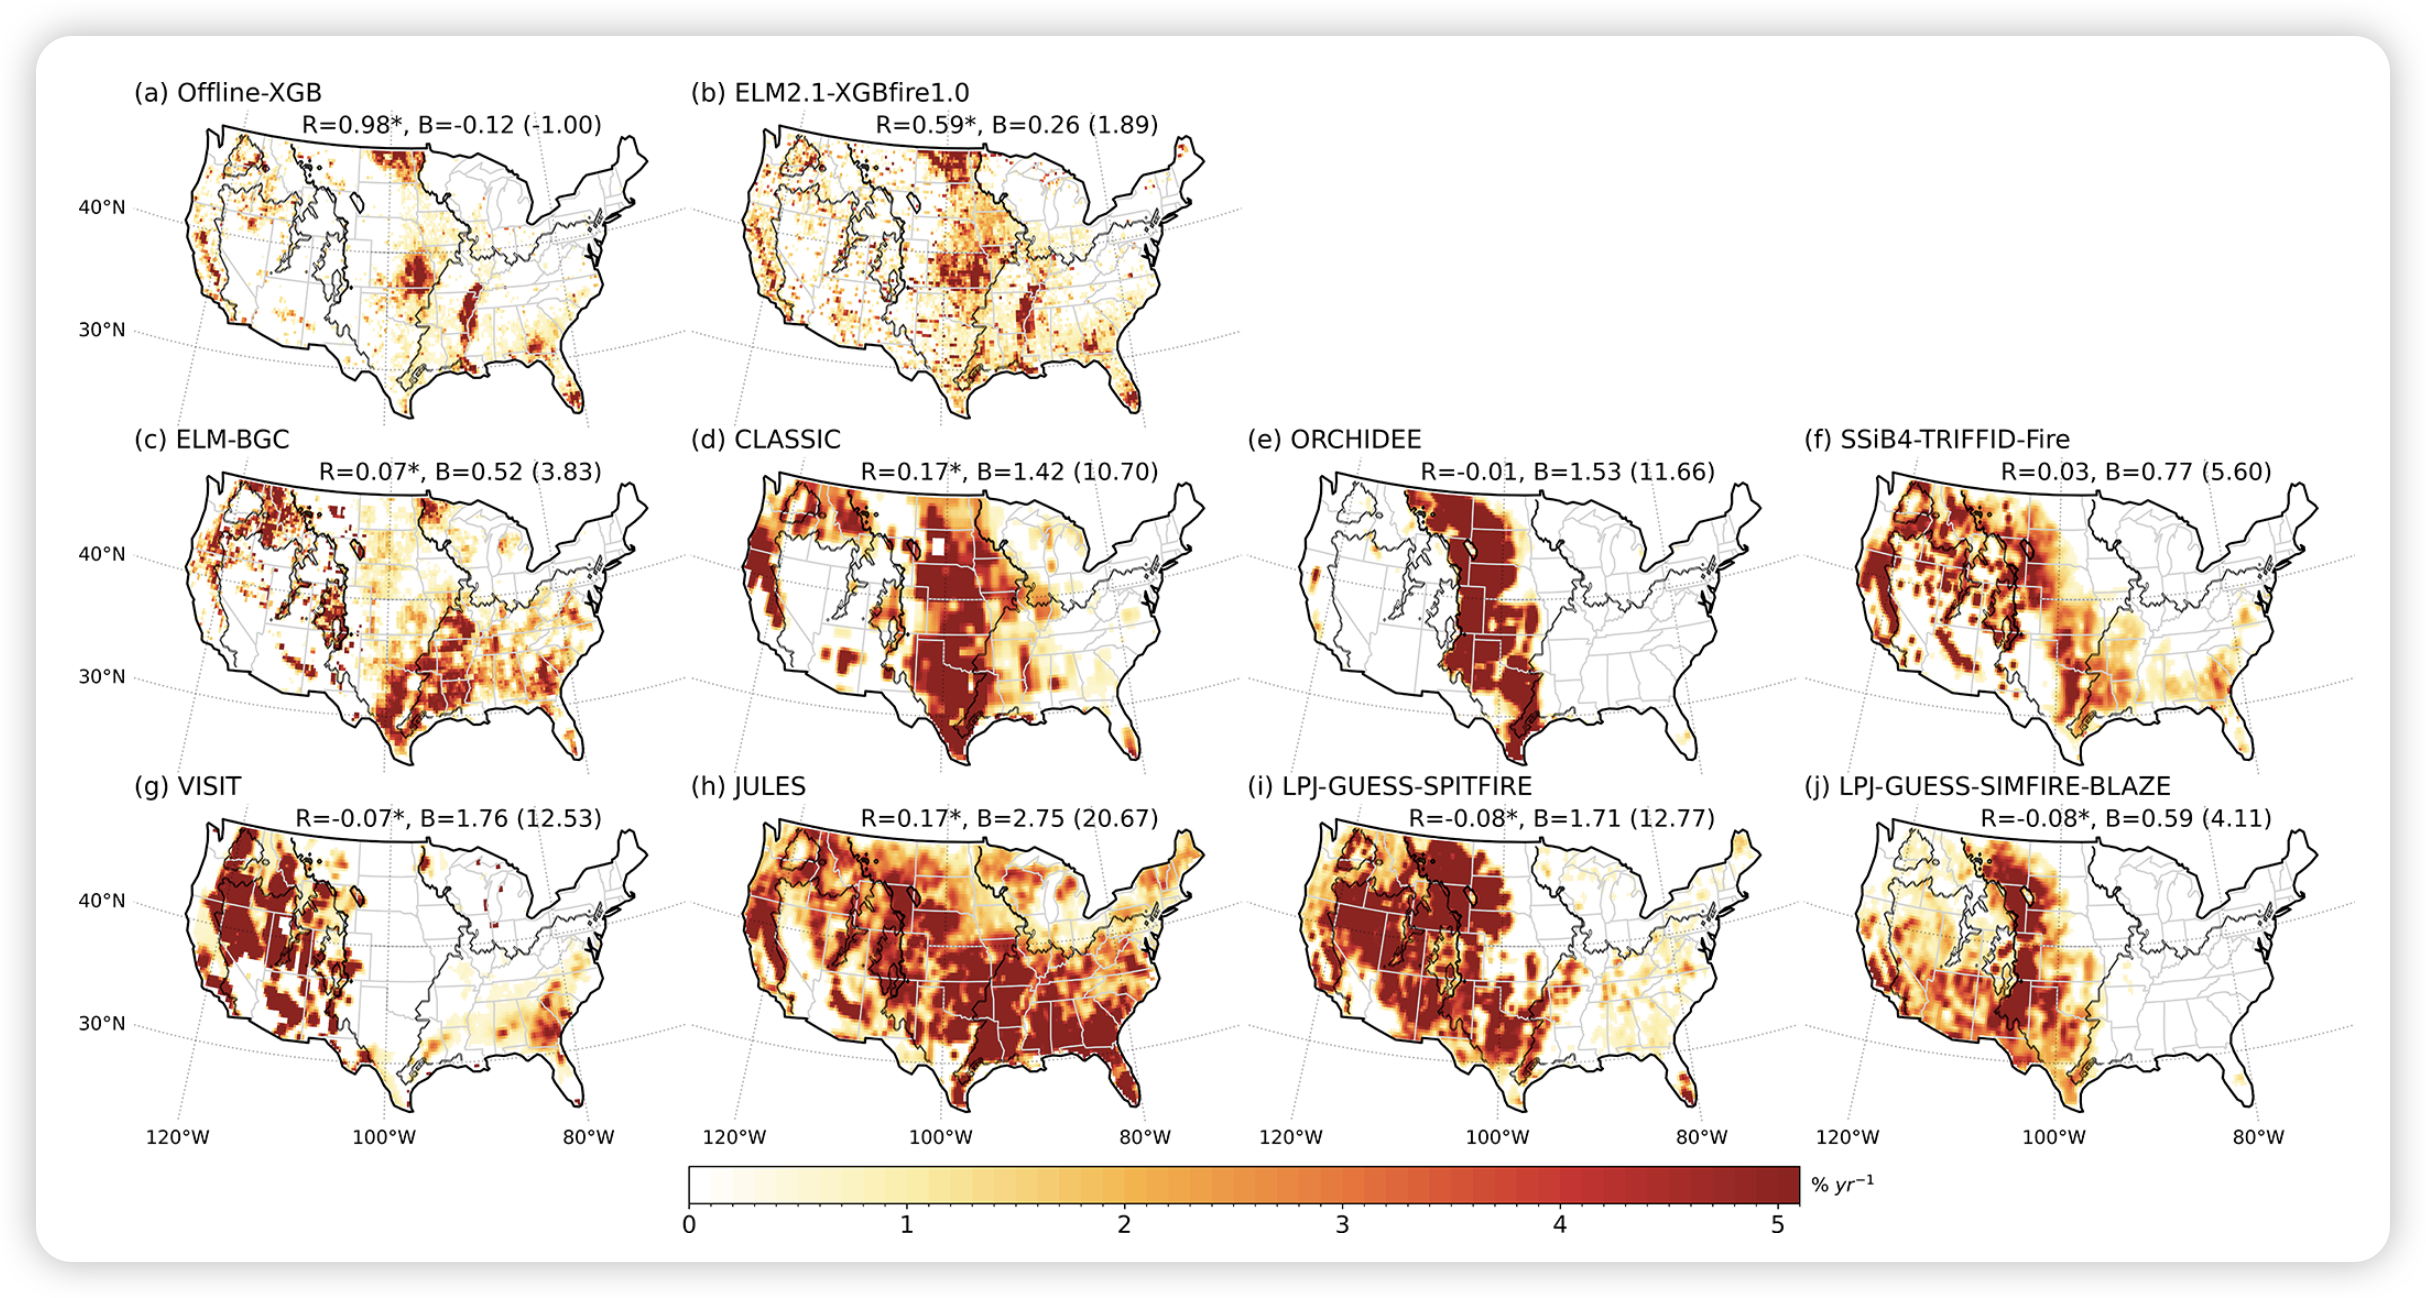 (a) Offline-XGB
R=0.98*, B=-0.12 (-1.00)
(b) ELM2.1-XGBfire1.0
R=0.59*, B=0.26 (1.89)
40°N
30°N
(c) ELM-BGC
R=0.07*, B=0.52 (3.83)
(d) CLASSIC
R=0.17*, B=1.42 (10.70)
(e) ORCHIDEE
R=-0.01, B=1.53 (11.66)
(f) SSiB4-TRIFFID-Fire
R=0.03, B=0.77 (5.60)
40°N
30°N
(g) VISIT
R=-0.07*, B=1.76 (12.53)
(h) JULES
R=0.17*, B=2.75 (20.67)
(i) LPJ-GUESS-SPITFIRE
R=-0.08*, B=1.71 (12.77)
(j) LPJ-GUESS-SIMFIRE-BLAZE
R=-0.08*, B=0.59 (4.11)
40°N
30°N
120°W 100°W 80°W 120°W 100°W 80°W 120°W 100°W 80°W 120°W 100°W 80°W
% yr⁻¹
0 1 2 3 4 5